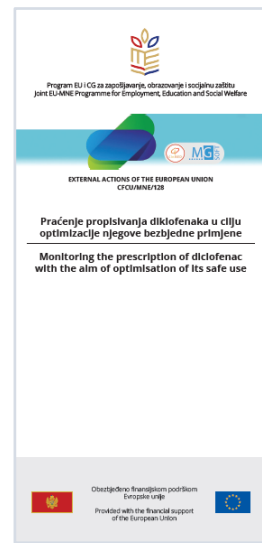 Program EU i CG za zapošljavanje, obrazovanje i socijalnu zaštitu
Joint EU-MNE Programme for Employment, Education and Social Welfare
MG
SOFT
EXTERNAL ACTIONS OF THE EUROPEAN UNION
CFCU/MNE/128
Praćenje propisivanja diklofenaka u cilju
optimizacije njegove bezbjedne primjene
Monitoring the prescription of diclofenac
with the aim of optimisation of its safe use
Obezbjeđeno finansijskom podrškom
Evropske unije
Provided with the financial support
of the European Union